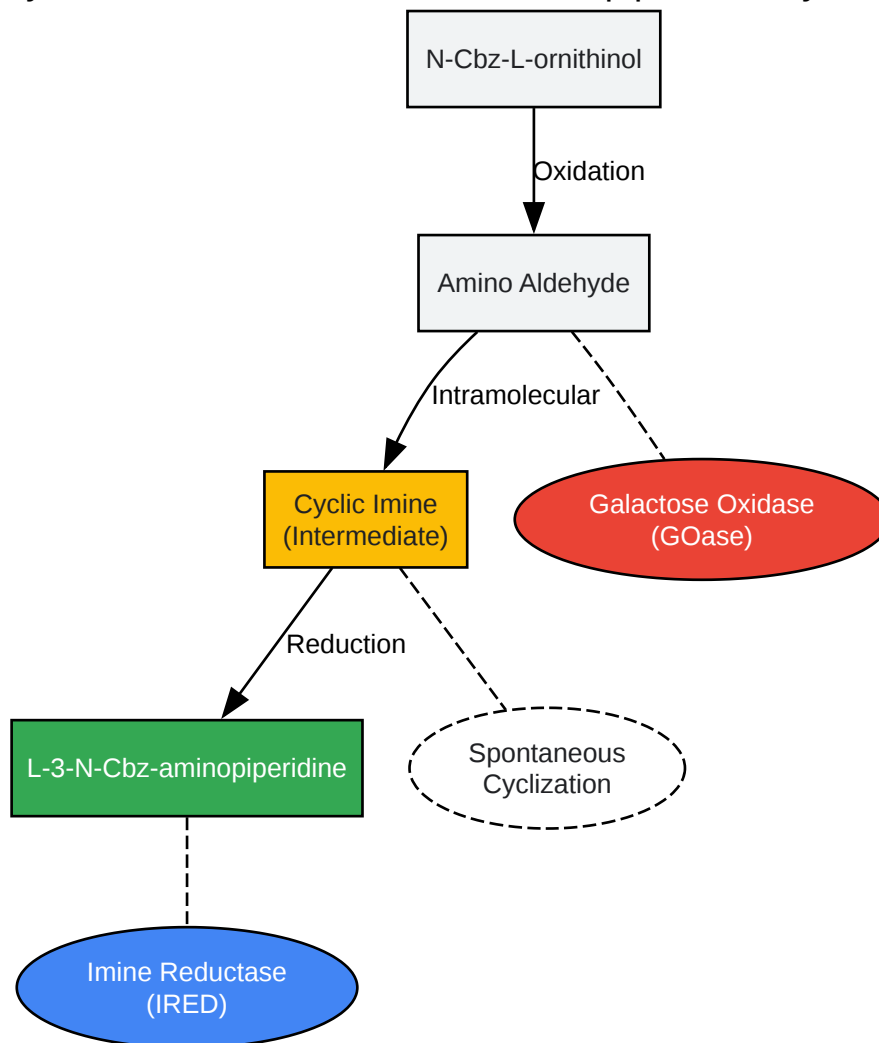 N-Cbz-L-ornithinol
Oxidation
Amino Aldehyde
Intramolecular
Cyclic Imine
(Intermediate)
Galactose Oxidase
(GOase)
Reduction
L-3-N-Cbz-aminopiperidine
Spontaneous
Cyclization
Imine Reductase
(IRED)